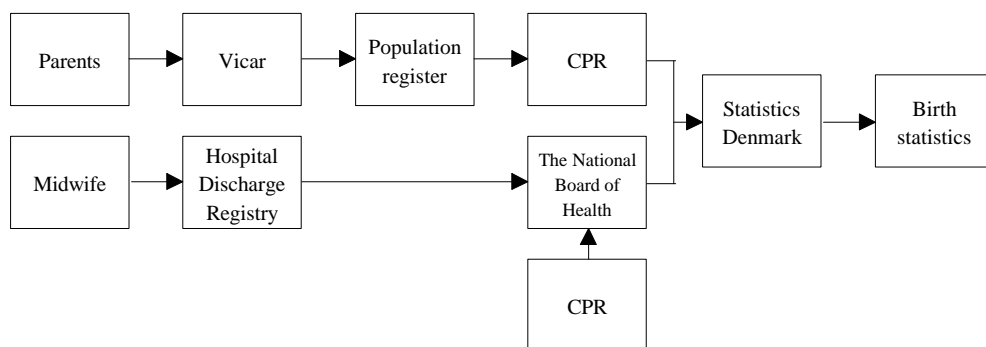 Parents
Vicar
Population
register
CPR
Statistics
Denmark
Birth
statistics
Midwife
Hospital
Discharge
Registry
The National
Board of
Health
CPR